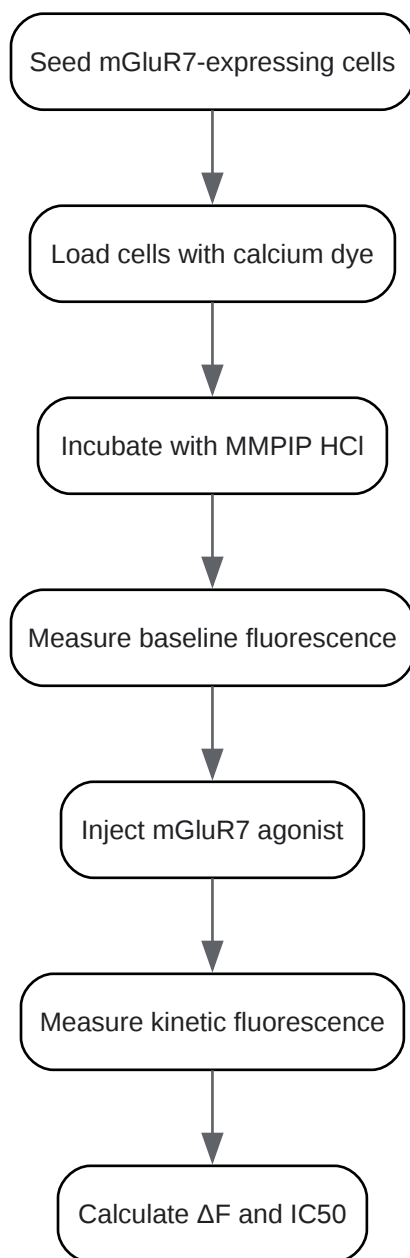 Seed mGluR7-expressing cells
Load cells with calcium dye
Incubate with MMPIP HCl
Measure baseline fluorescence
Inject mGluR7 agonist
Measure kinetic fluorescence
Calculate ΔF and IC50